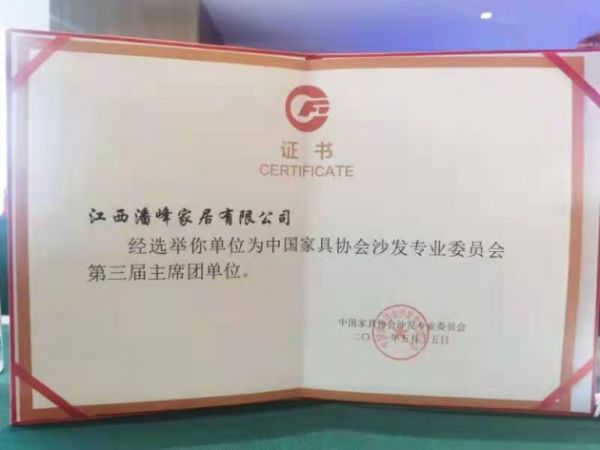 证书
CERTIFICATE
江西潘峰家居有限公司
经选举你单位为中国家具协会沙发专业委员会
第三届主席团单位。
中国家具协会沙发专业委员会